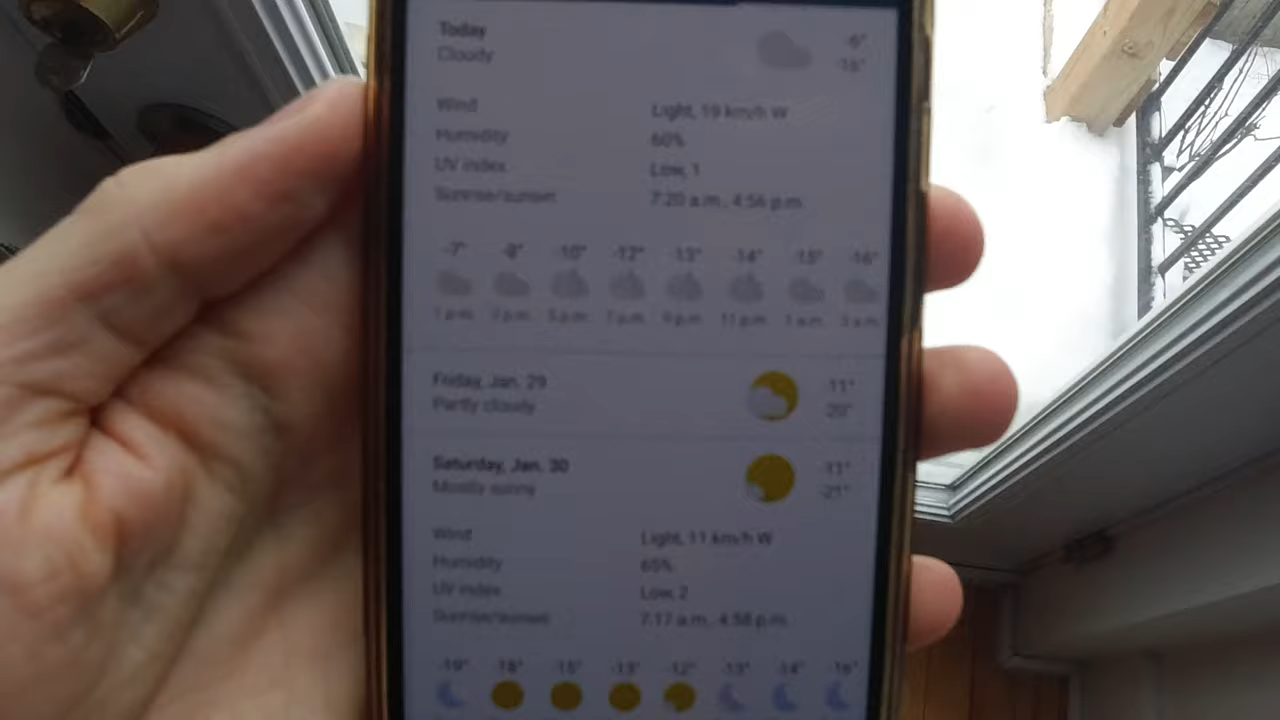 Today
Cloudy
-6°
-16°
Wind Light, 19 km/h W
Humidity 60%
UV index Low, 1
Sunrise/sunset 7:20 a.m., 4:56 p.m.
-7° -8° -10° -12° -13° -14° -15° -16°
1 p.m. 3 p.m. 5 p.m. 7 p.m. 9 p.m. 11 p.m. 1 a.m. 3 a.m.
Friday, Jan. 29
Partly cloudy
-11°
-20°
Saturday, Jan. 30
Mostly sunny
-11°
-21°
Wind Light, 11 km/h W
Humidity 65%
UV index Low, 2
Sunrise/sunset 7:17 a.m., 4:58 p.m.
-19° -18° -15° -13° -12° -13° -14° -16°